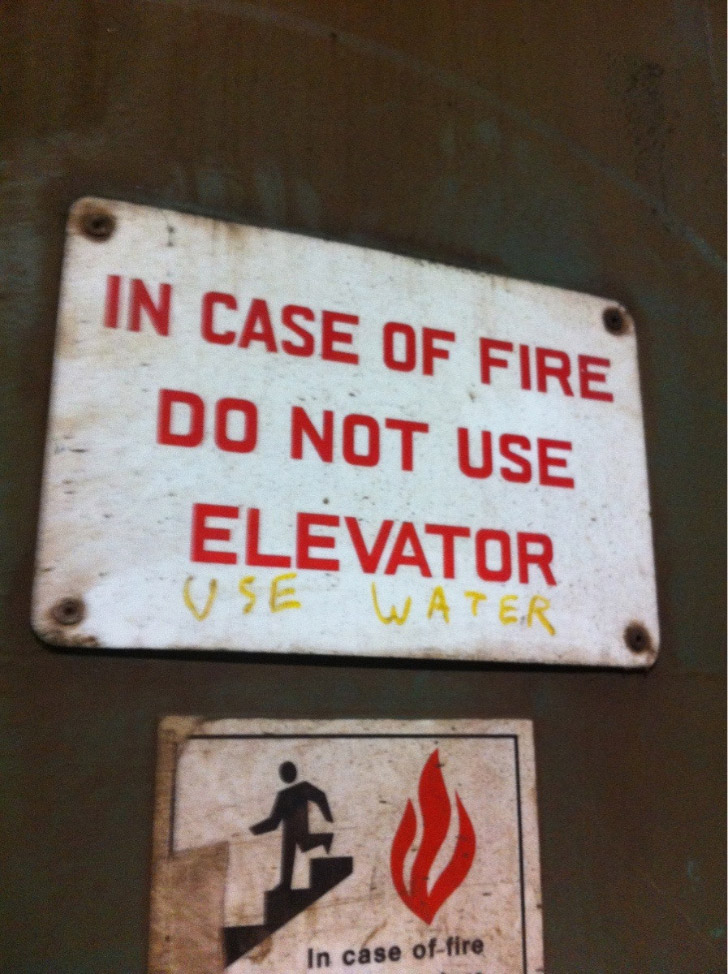 IN CASE OF FIRE
DO NOT USE
ELEVATOR
USE WATER
In case of fire